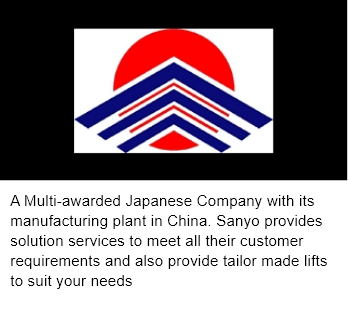 A Multi-awarded Japanese Company with its
manufacturing plant in China. Sanyo provides
solution services to meet all their customer
requirements and also provide tailor made lifts
to suit your needs